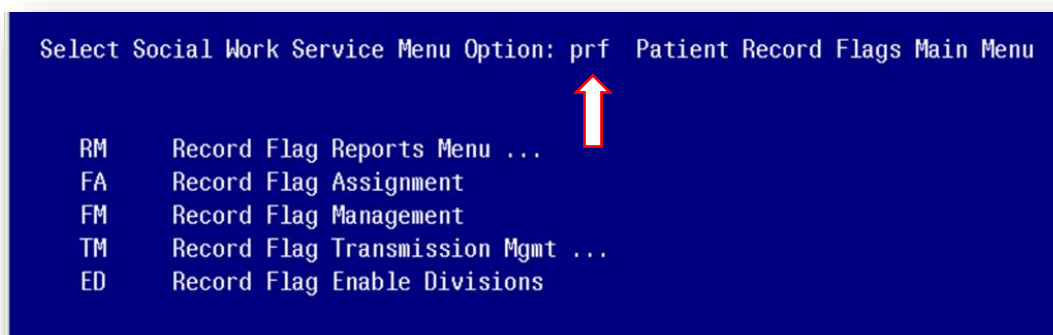 Select Social Work Service Menu Option: prf  Patient Record Flags Main Menu
RM     Record Flag Reports Menu ...
FA     Record Flag Assignment
FM     Record Flag Management
TM     Record Flag Transmission Mgmt ...
ED     Record Flag Enable Divisions